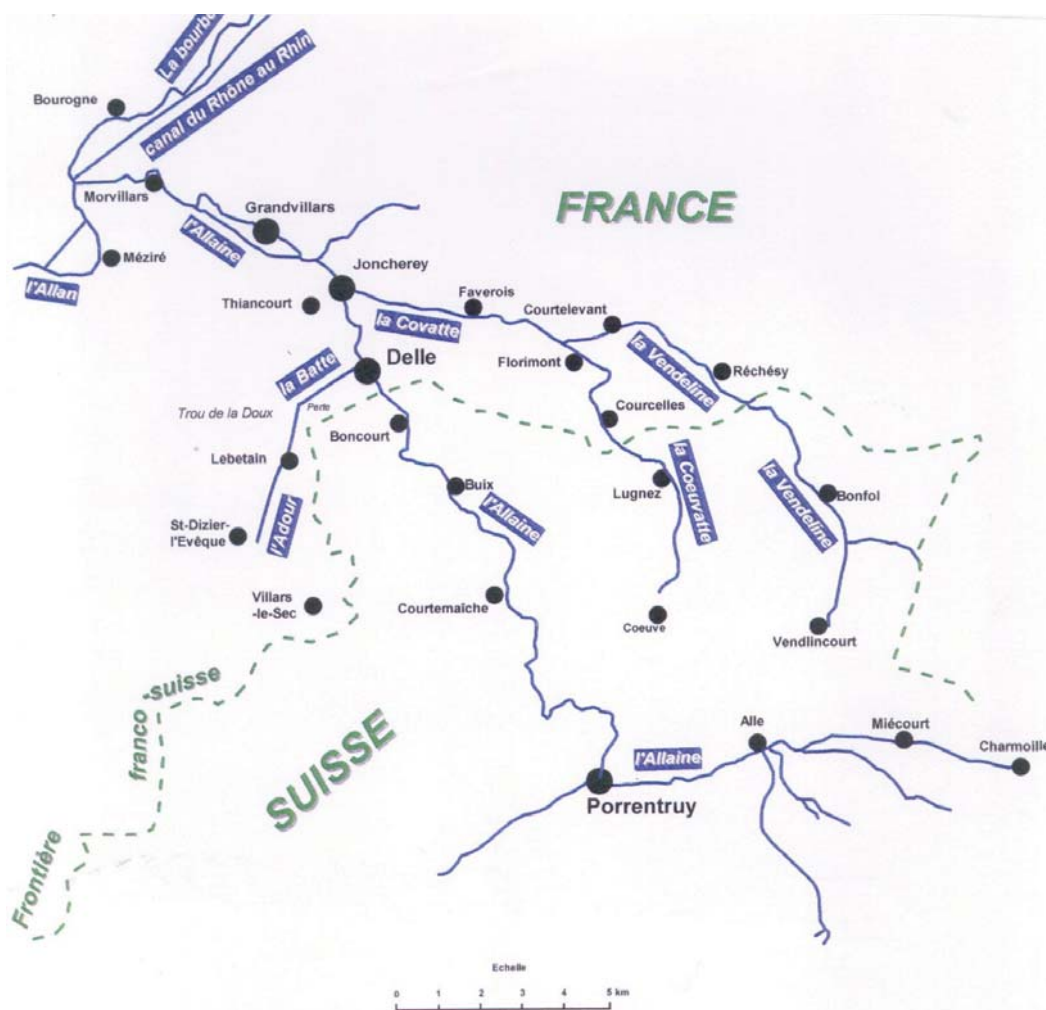 La bourbe
canal du Rhône au Rhin
Bourogne
Morvillars
Grandvillars
FRANCE
l'Allaine
Méziré
l'Allan
Joncherey
Thiancourt
Faverois
Courtelevant
la Covatte
Florimont
la Vendeline
Réchésy
Delle
la Batte
Trou de la Doux
Perte
Boncourt
Courcelles
Lebetain
Buix
l'Allaine
Lugnez
la Coeuvatte
la Vendeline
Bonfol
St-Dizier-
l'Evêque
l'Adour
Villars
-le-Sec
Courtemaîche
Coeuve
Vendlincourt
Frontière
franco
-suisse
SUISSE
Alle
Miécourt
Charmoille
l'Allaine
Porrentruy
Echelle
0 1 2 3 4 5 km